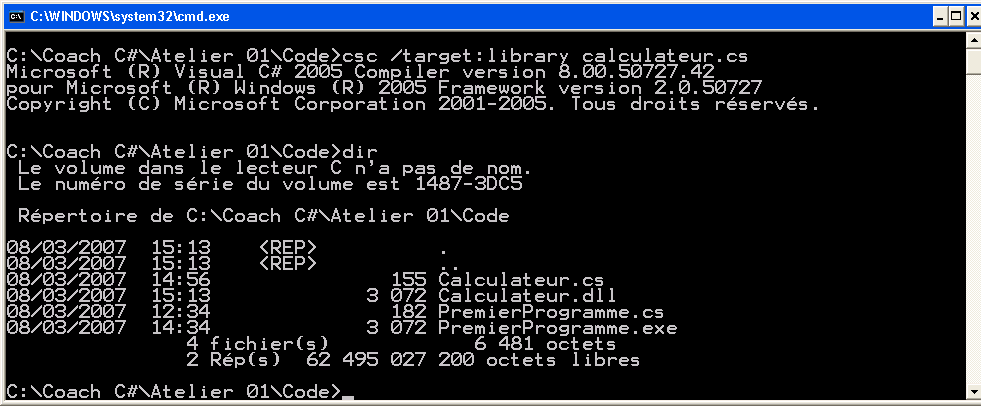 C:\WINDOWS\system32\cmd.exe
C:\Coach C#\Atelier 01\Code>csc /target:library calculateur.cs
Microsoft (R) Visual C# 2005 Compiler version 8.00.50727.42
pour Microsoft (R) Windows (R) 2005 Framework version 2.0.50727
Copyright (C) Microsoft Corporation 2001-2005. Tous droits réservés.
C:\Coach C#\Atelier 01\Code>dir
Le volume dans le lecteur C n'a pas de nom.
Le numéro de série du volume est 1487-3DC5
Répertoire de C:\Coach C#\Atelier 01\Code
08/03/2007  15:13    <REP>          .
08/03/2007  15:13    <REP>          ..
08/03/2007  14:56               155 Calculateur.cs
08/03/2007  15:13             3 072 Calculateur.dll
08/03/2007  12:34               182 PremierProgramme.cs
08/03/2007  14:34             3 072 PremierProgramme.exe
4 fichier(s)            6 481 octets
2 Rép(s)  62 495 027 200 octets libres
C:\Coach C#\Atelier 01\Code>_